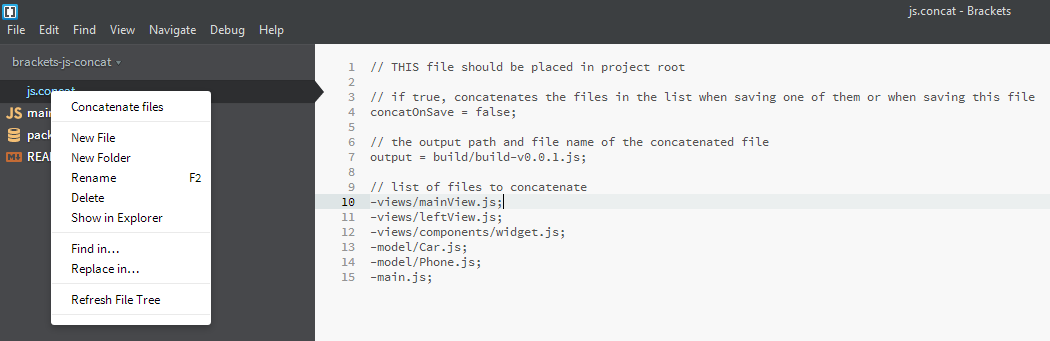 js.concat - Brackets
File Edit Find View Navigate Debug Help
brackets-js-concat
js.concat
JS main
pack
READ
Concatenate files
New File
New Folder
Rename F2
Delete
Show in Explorer
Find in...
Replace in...
Refresh File Tree
1 // THIS file should be placed in project root
2
3 // if true, concatenates the files in the list when saving one of them or when saving this file
4 concatOnSave = false;
5
6 // the output path and file name of the concatenated file
7 output = build/build-v0.0.1.js;
8
9 // list of files to concatenate
10 -views/mainView.js;
11 -views/leftView.js;
12 -views/components/widget.js;
13 -model/Car.js;
14 -model/Phone.js;
15 -main.js;